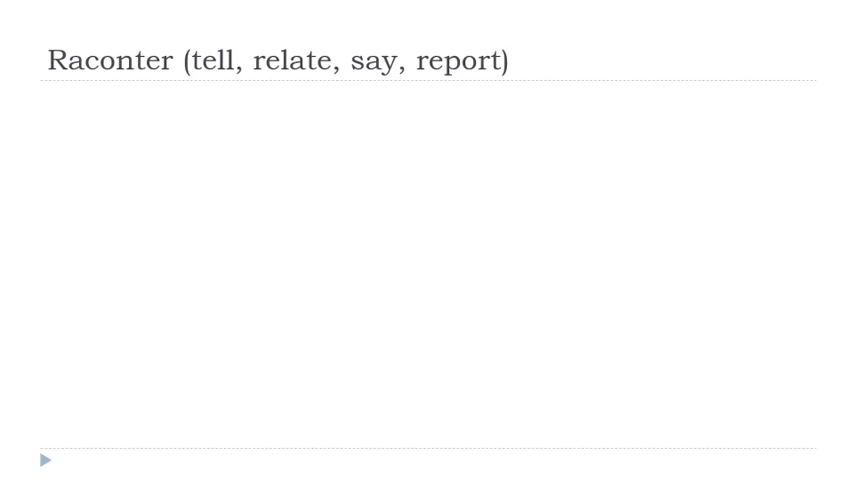 Raconter (tell, relate, say, report)